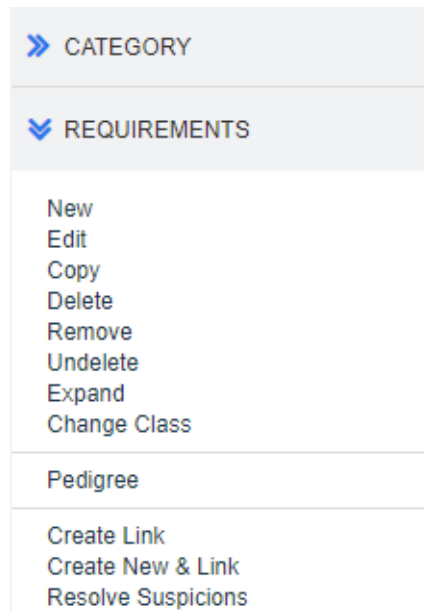 CATEGORY
REQUIREMENTS
New
Edit
Copy
Delete
Remove
Undelete
Expand
Change Class
Pedigree
Create Link
Create New & Link
Resolve Suspicions